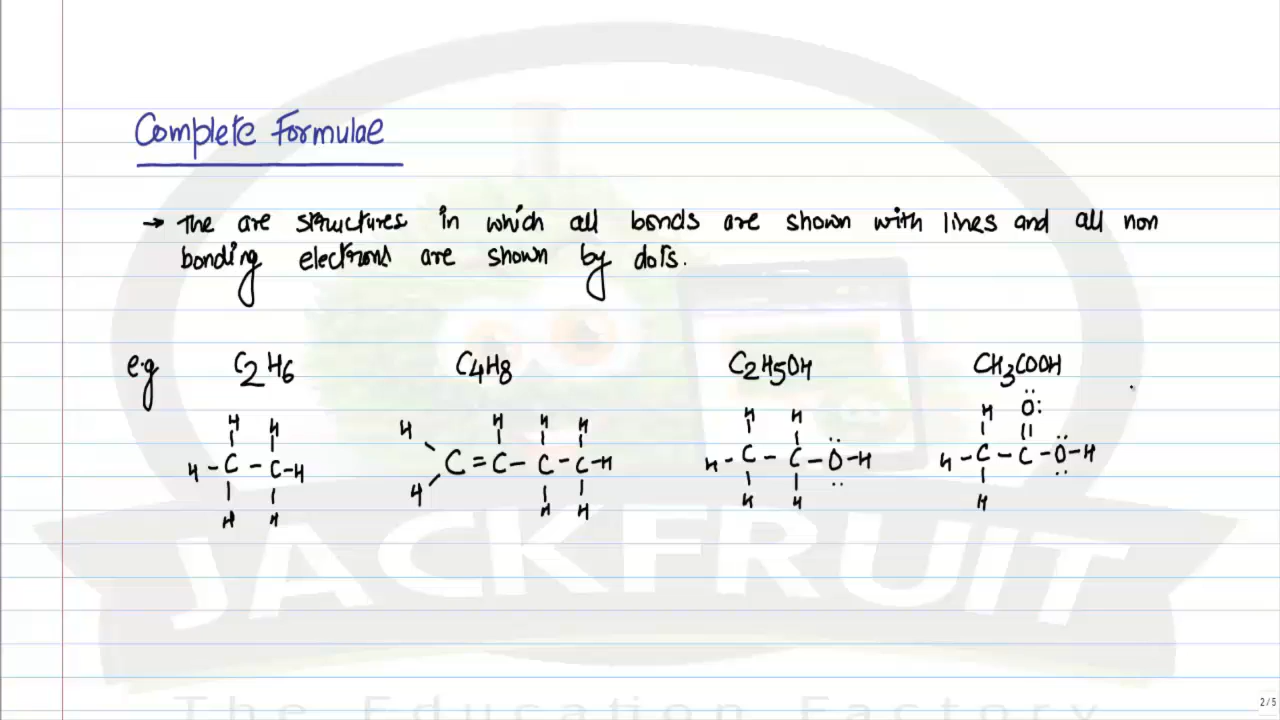 Complete Formulae
→ The are structures in which all bonds are shown with lines and all non
bonding electrons are shown by dots.
e.g C2H6 C4H8 C2H5OH CH3COOH
H H H H H H H H Ö:
H H - C - C - H C = C - C - C - H H - C - C - O - H H - C - C - O - H
H H H H H H H H
JACKFRUIT
The Education Factory
2/5